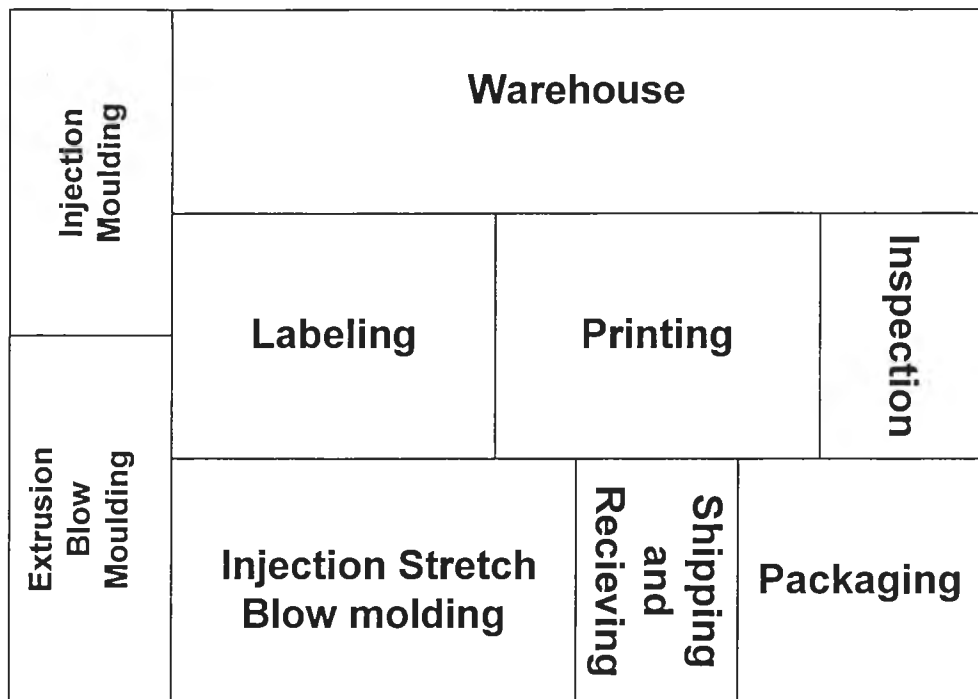 Injection
Moulding
Warehouse
Labeling
Printing
Inspection
Extrusion
Blow
Moulding
Injection Stretch
Blow molding
Shipping
and
Recieving
Packaging